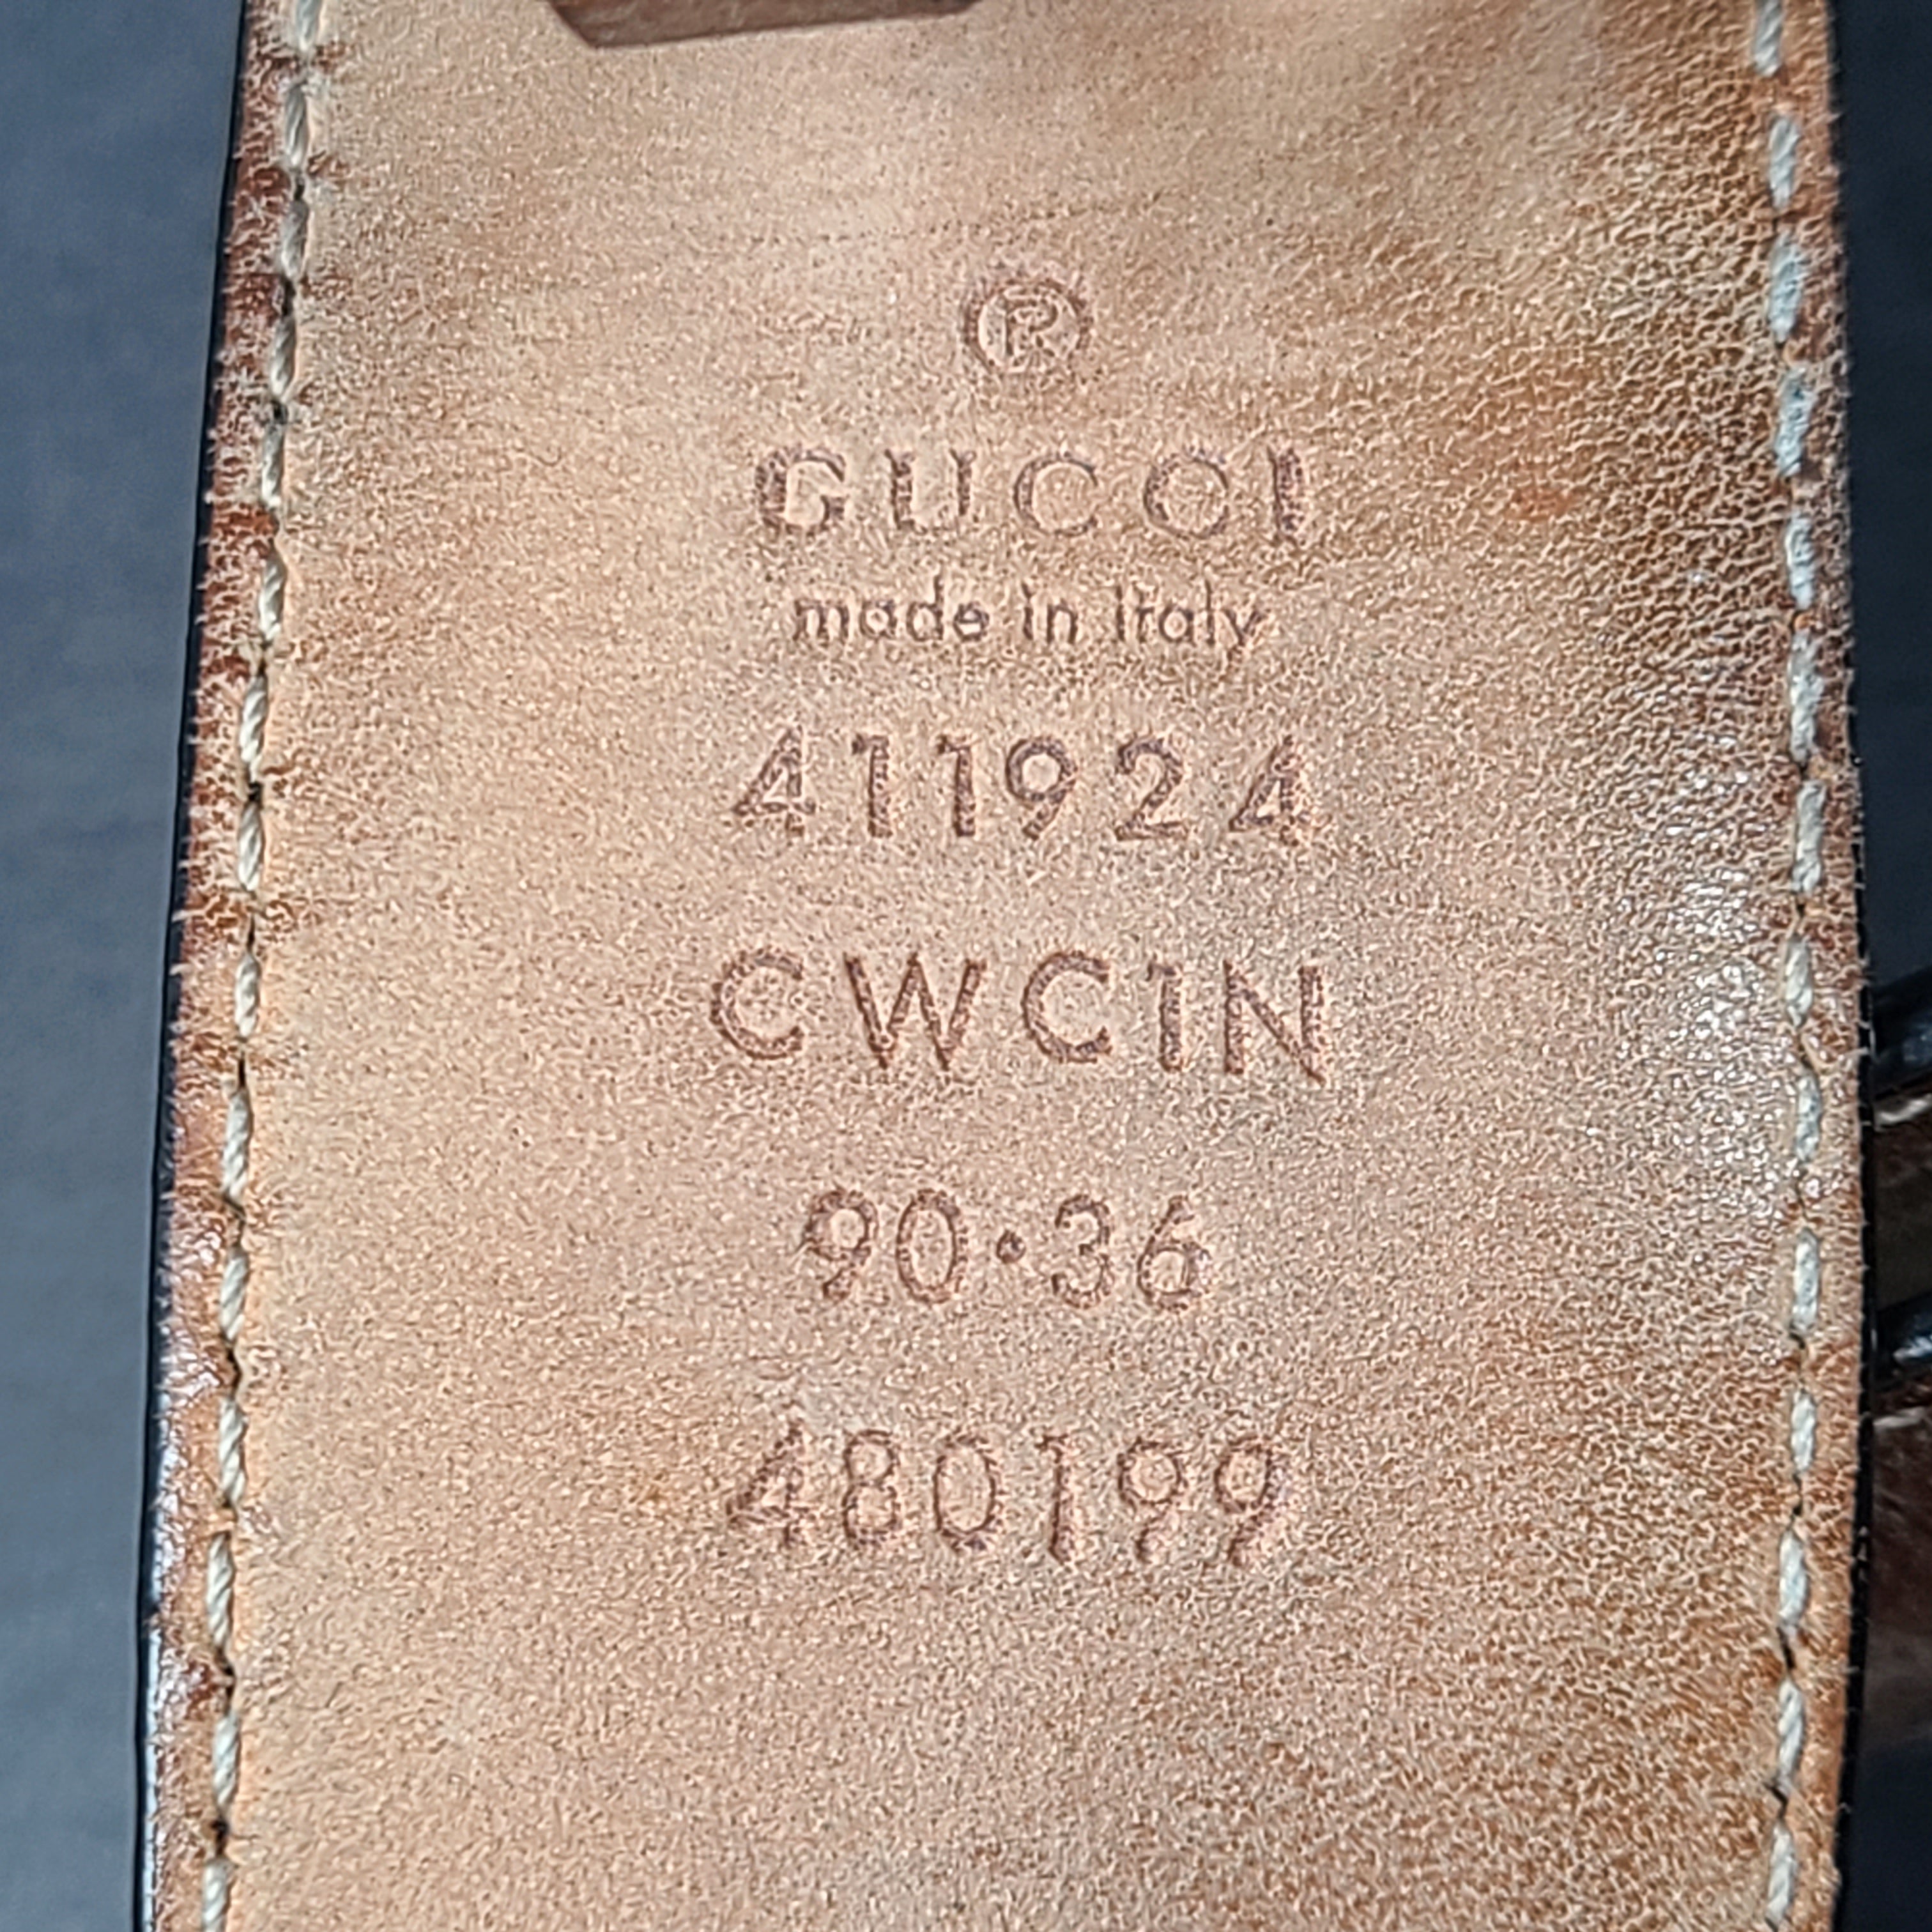 ®
GUCCI
made in italy
411924
CWC1N
90·36
480199